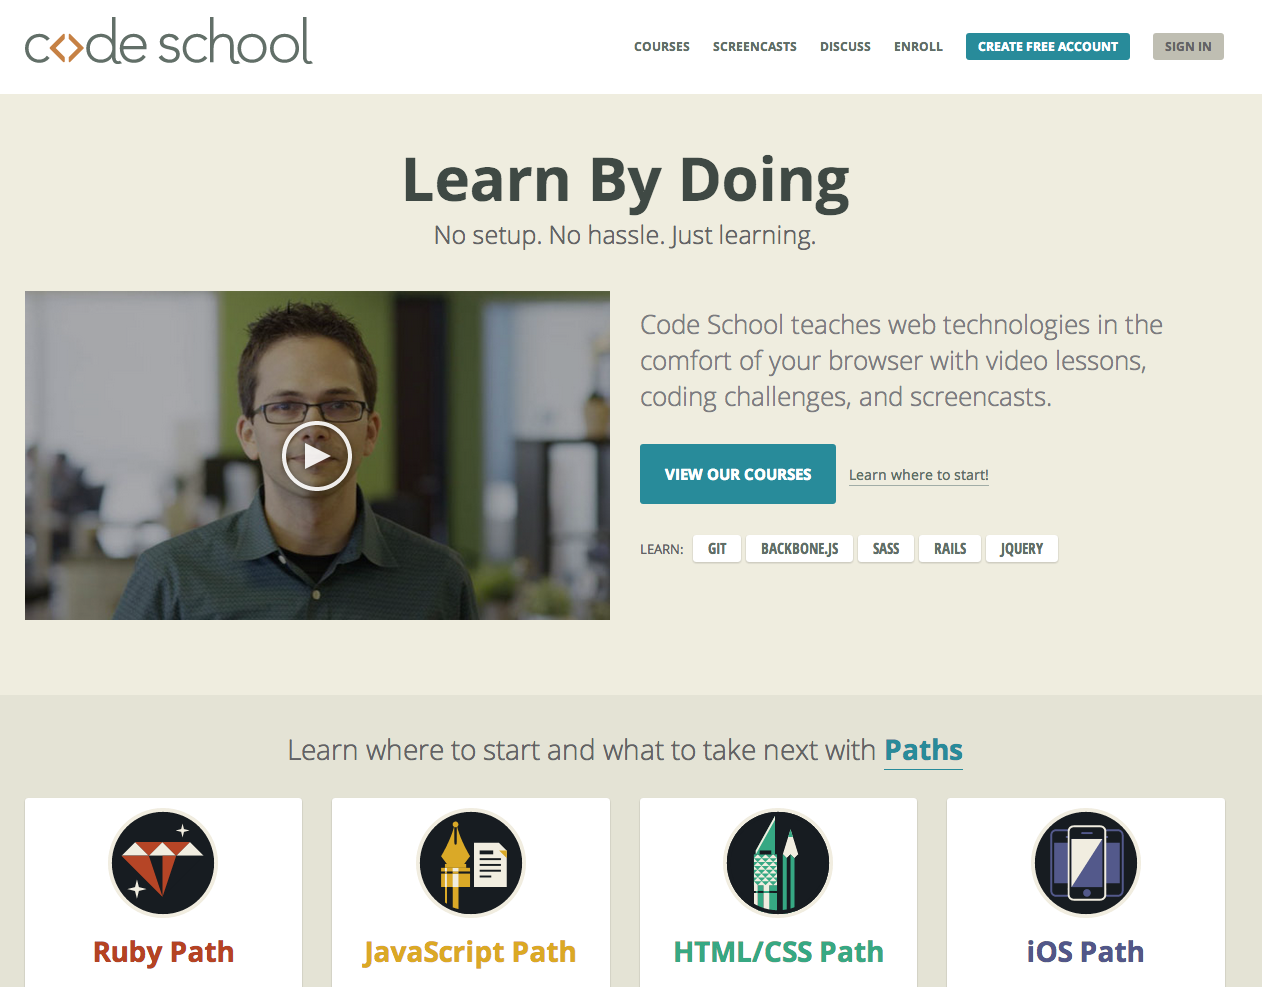 code school
COURSES SCREENCASTS DISCUSS ENROLL CREATE FREE ACCOUNT SIGN IN
Learn By Doing
No setup. No hassle. Just learning.
Code School teaches web technologies in the
comfort of your browser with video lessons,
coding challenges, and screencasts.
VIEW OUR COURSES Learn where to start!
LEARN: GIT BACKBONE.JS SASS RAILS JQUERY
Learn where to start and what to take next with Paths
Ruby Path JavaScript Path HTML/CSS Path iOS Path